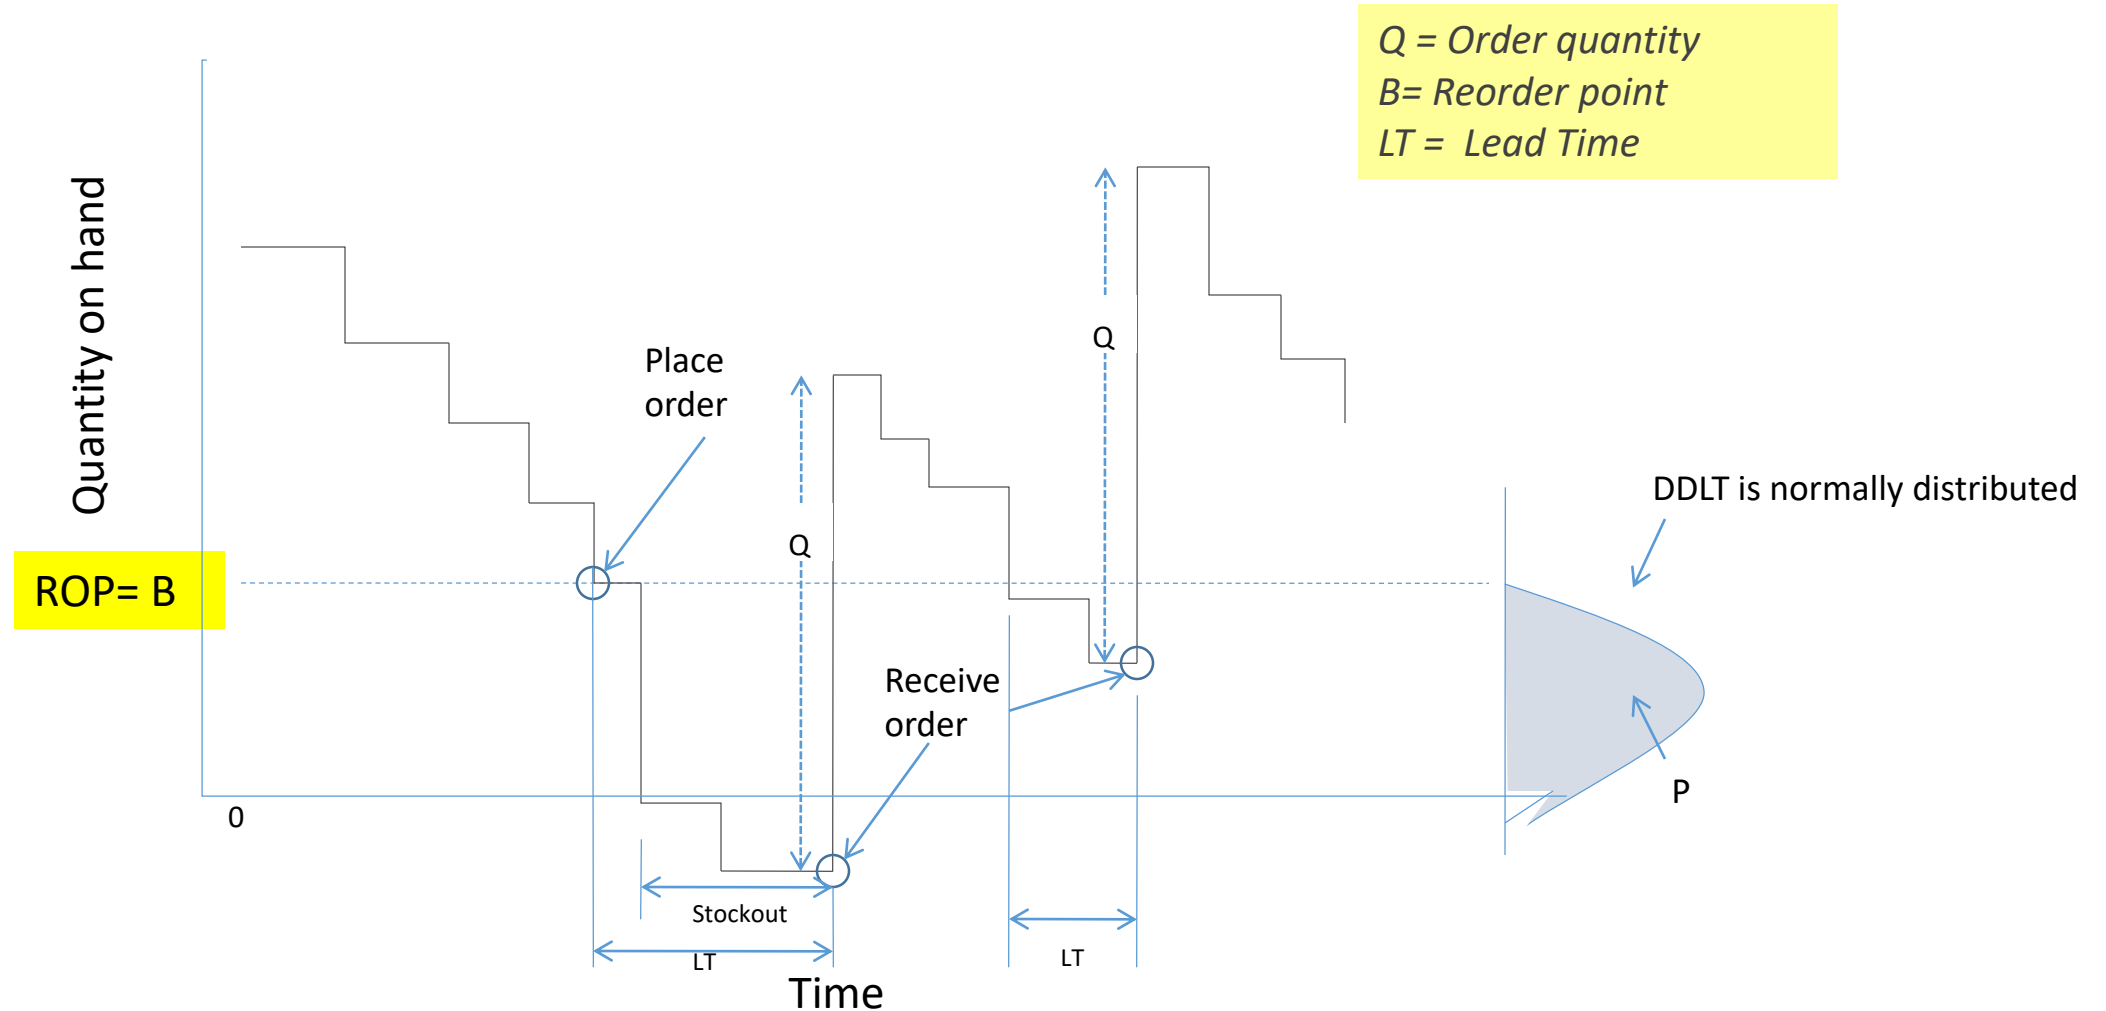 Q = Order quantity
B= Reorder point
LT =  Lead Time
Quantity on hand
Place
order
Q
Q
DDLT is normally distributed
ROP= B
Receive
order
P
0
Stockout
LT
LT
Time